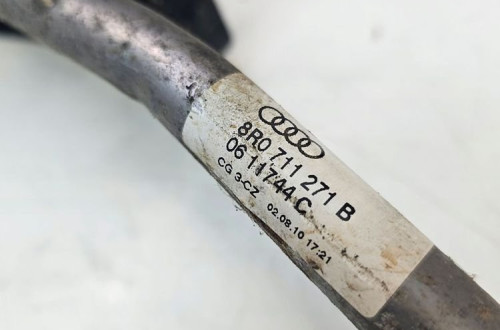 8R0 711 271 B
06 11744 C
CG 3-CZ 02.08.10 17:21